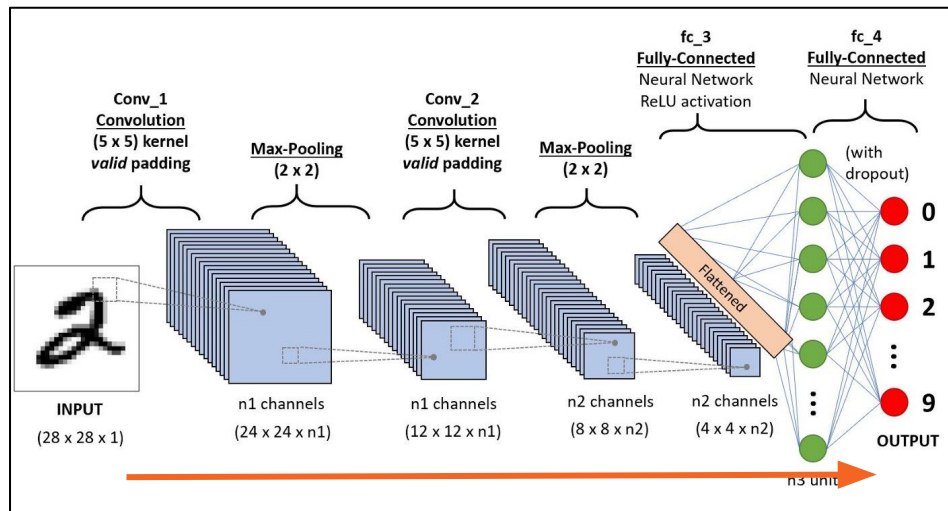 Conv_1
Convolution
(5 x 5) kernel
valid padding
Max-Pooling
(2 x 2)
Conv_2
Convolution
(5 x 5) kernel
valid padding
Max-Pooling
(2 x 2)
fc_3
Fully-Connected
Neural Network
ReLU activation
fc_4
Fully-Connected
Neural Network
(with
dropout)
Flattened
0
1
2
...
9
OUTPUT
...
2
INPUT
(28 x 28 x 1)
n1 channels
(24 x 24 x n1)
n1 channels
(12 x 12 x n1)
n2 channels
(8 x 8 x n2)
n2 channels
(4 x 4 x n2)
n3 unit